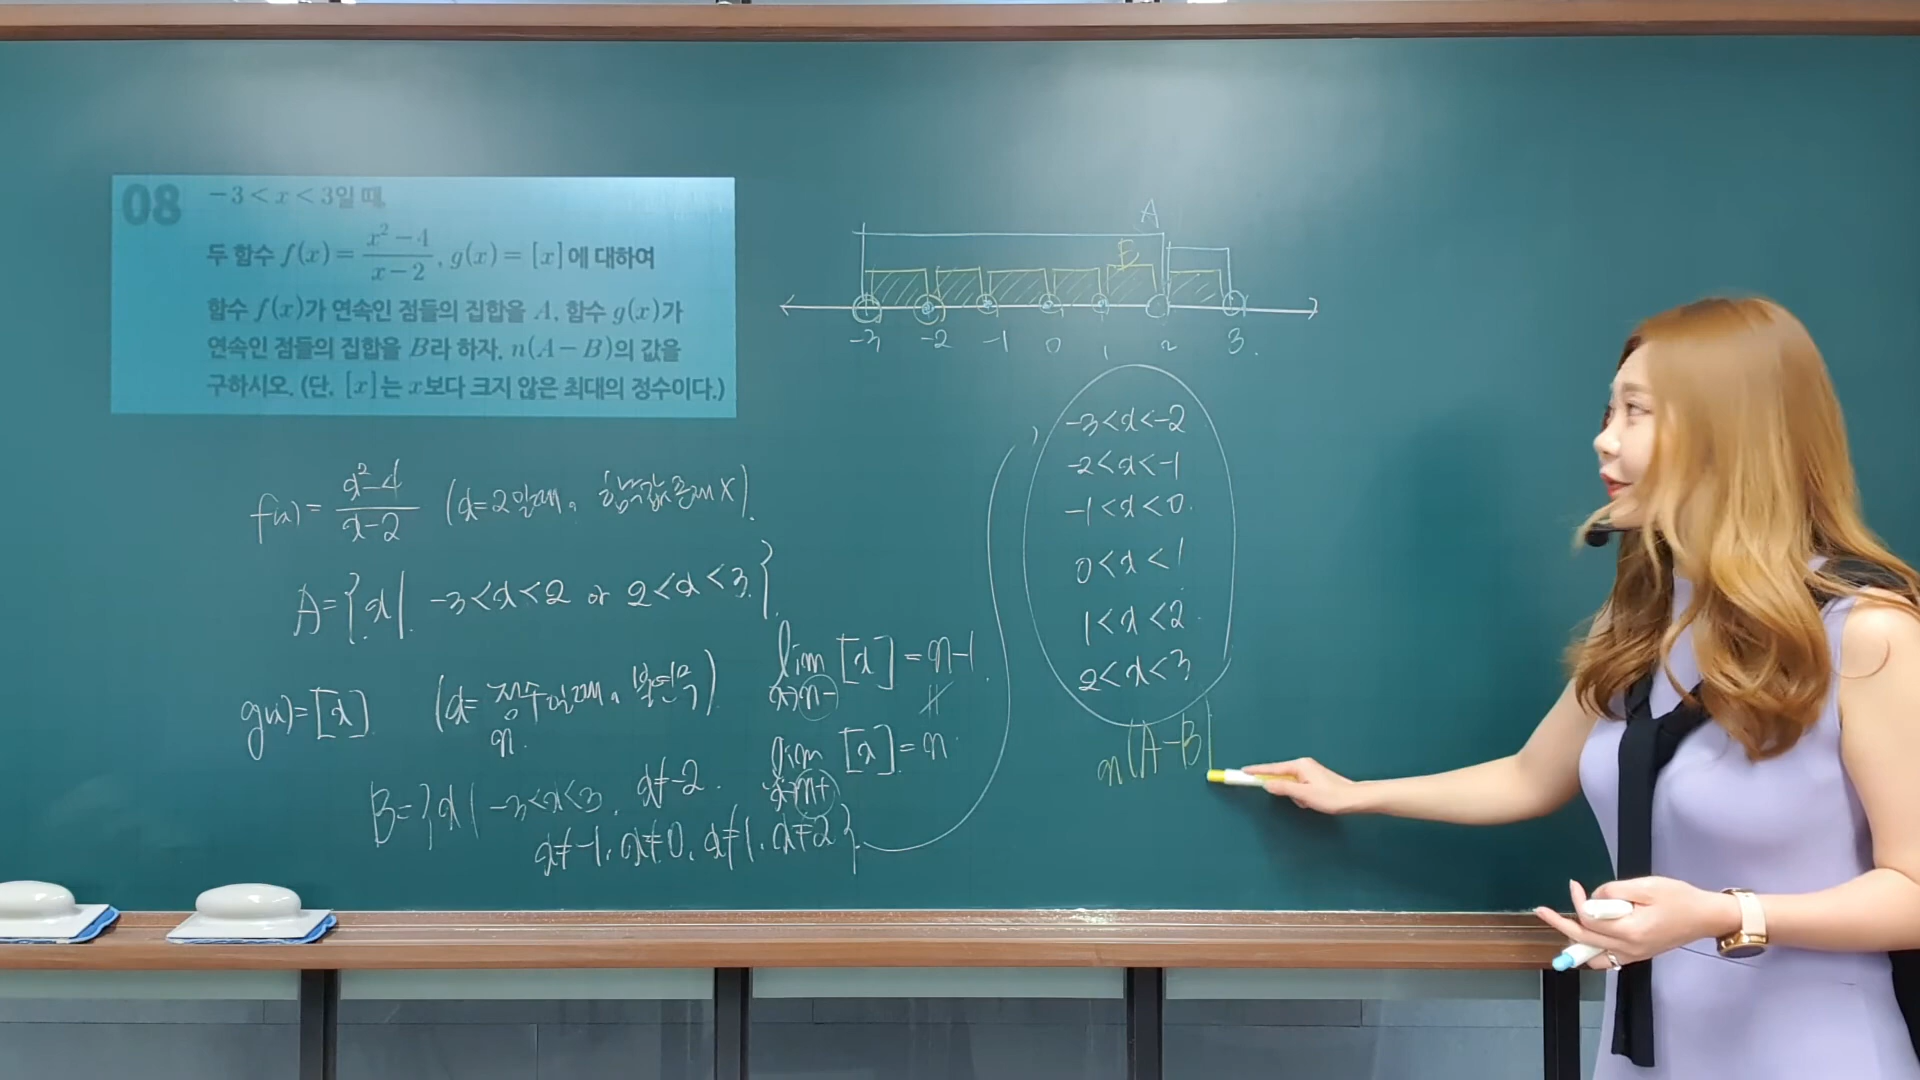 08 -3 < x < 3일 때,
두 함수 f(x) = (x² - 4)/(x - 2), g(x) = [x]에 대하여
함수 f(x)가 연속인 점들의 집합을 A, 함수 g(x)가
연속인 점들의 집합을 B라 하자. n(A - B)의 값을
구하시오. (단, [x]는 x보다 크지 않은 최대의 정수이다.)
A
B
-3 -2 -1 0 1 2 3
f(x) = (x²-4)/(x-2) (x=2일때, 함숫값존재X).
A = {x | -3<x<2 or 2<x<3}
g(x) = [x] (x = 정수일때, 불연속)
n
lim x→n- [x] = n-1
lim x→n+ [x] = n
B = {x | -3<x<3, x≠-2,
x≠-1, x≠0, x≠1, x≠2}
-3<x<-2
-2<x<-1
-1<x<0
0<x<1
1<x<2
2<x<3
n(A-B)